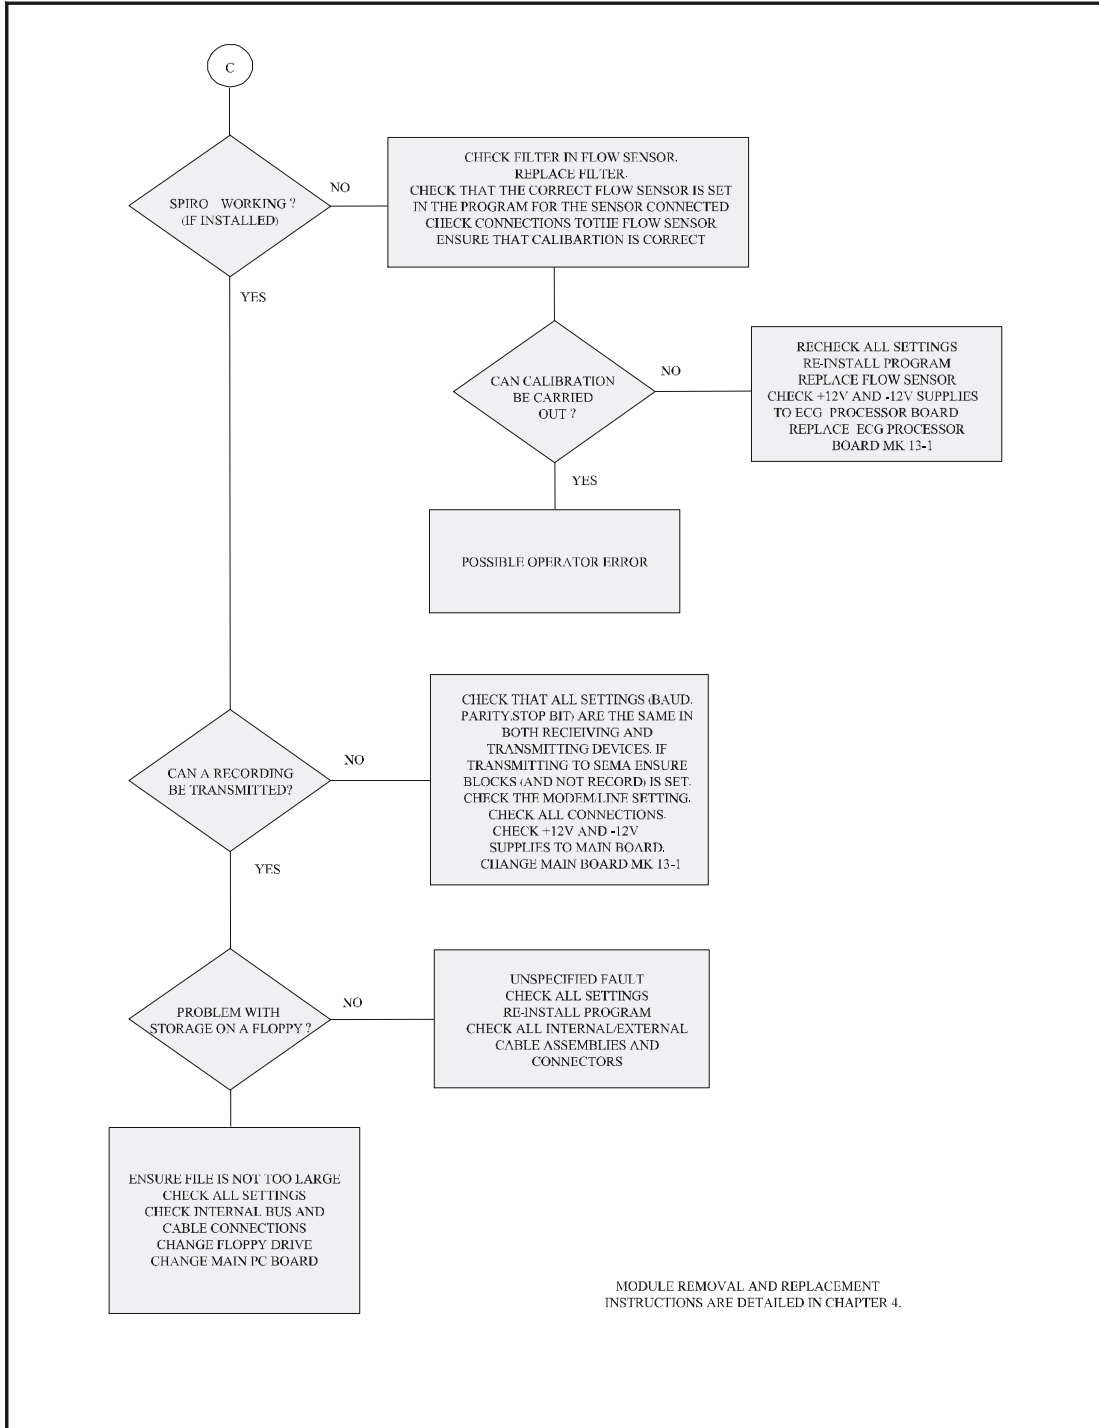 C
SPIRO WORKING ?
(IF INSTALLED)
NO
CHECK FILTER IN FLOW SENSOR.
REPLACE FILTER.
CHECK THAT THE CORRECT FLOW SENSOR IS SET
IN THE PROGRAM FOR THE SENSOR CONNECTED
CHECK CONNECTIONS TOTHE FLOW SENSOR
ENSURE THAT CALIBARTION IS CORRECT
YES
CAN CALIBRATION
BE CARRIED
OUT ?
NO
RECHECK ALL SETTINGS
RE-INSTALL PROGRAM
REPLACE FLOW SENSOR
CHECK +12V AND -12V SUPPLIES
TO ECG PROCESSOR BOARD
REPLACE ECG PROCESSOR
BOARD MK 13-1
YES
POSSIBLE OPERATOR ERROR
CAN A RECORDING
BE TRANSMITTED?
NO
CHECK THAT ALL SETTINGS (BAUD,
PARITY,STOP BIT) ARE THE SAME IN
BOTH RECIEIVING AND
TRANSMITTING DEVICES. IF
TRANSMITTING TO SEMA ENSURE
BLOCKS (AND NOT RECORD) IS SET.
CHECK THE MODEM/LINE SETTING.
CHECK ALL CONNECTIONS.
CHECK +12V AND -12V
SUPPLIES TO MAIN BOARD.
CHANGE MAIN BOARD MK 13-1
YES
PROBLEM WITH
STORAGE ON A FLOPPY ?
NO
UNSPECIFIED FAULT
CHECK ALL SETTINGS
RE-INSTALL PROGRAM
CHECK ALL INTERNAL/EXTERNAL
CABLE ASSEMBLIES AND
CONNECTORS
ENSURE FILE IS NOT TOO LARGE
CHECK ALL SETTINGS
CHECK INTERNAL BUS AND
CABLE CONNECTIONS
CHANGE FLOPPY DRIVE
CHANGE MAIN PC BOARD
MODULE REMOVAL AND REPLACEMENT
INSTRUCTIONS ARE DETAILED IN CHAPTER 4.